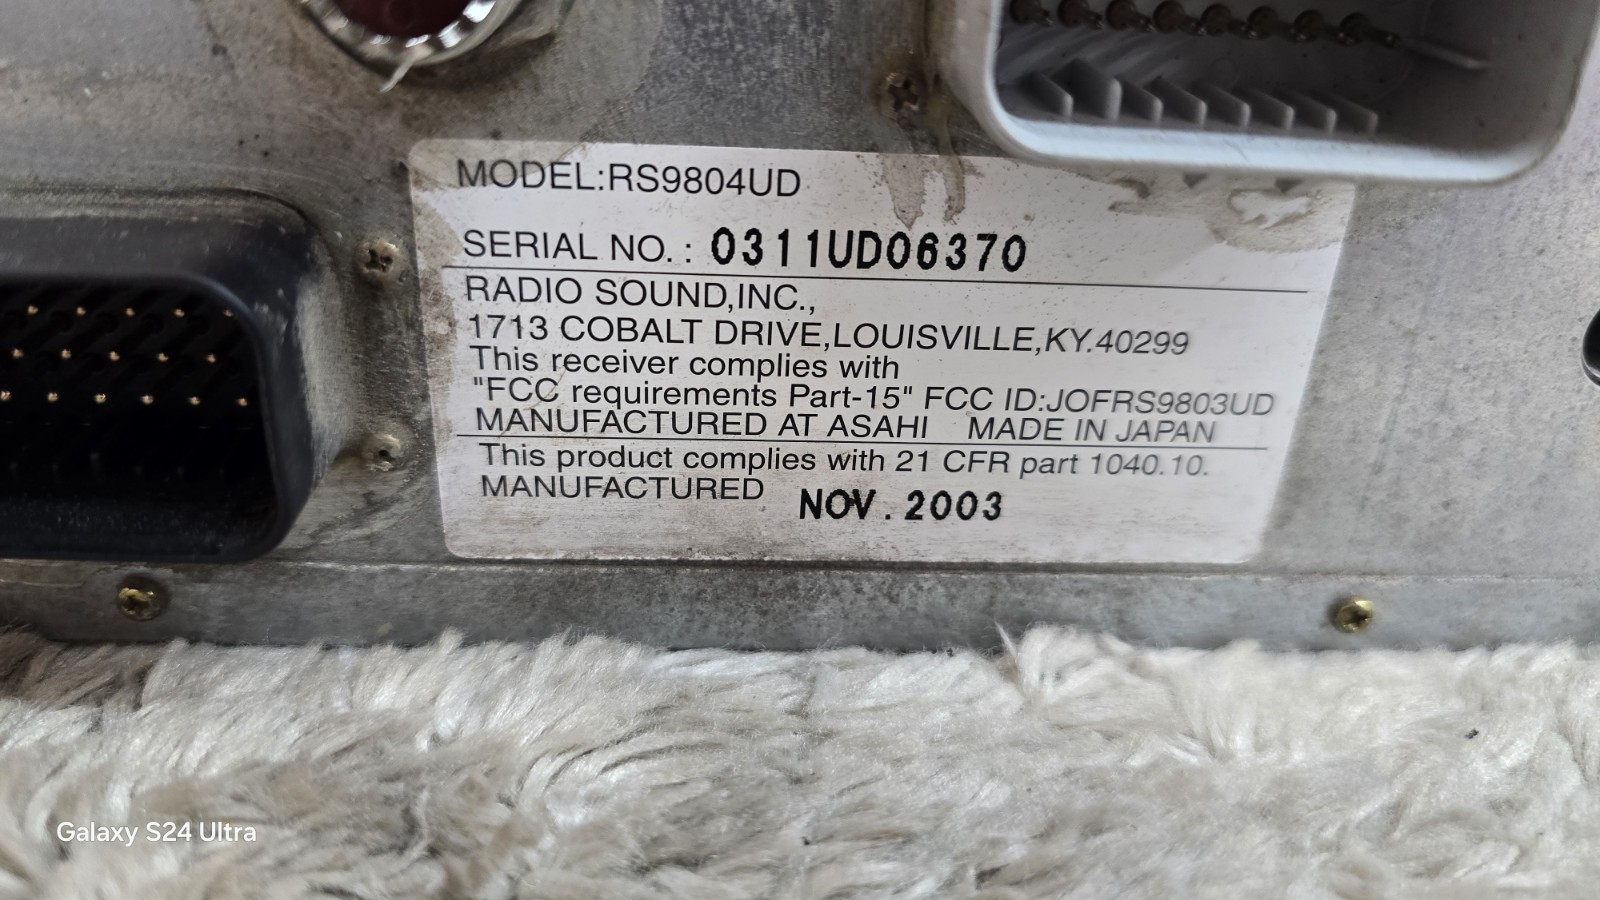 MODEL:RS9804UD
SERIAL NO. : 0311UD06370
RADIO SOUND,INC.,
1713 COBALT DRIVE,LOUISVILLE,KY.40299
This receiver complies with
"FCC requirements Part-15" FCC ID:JOFRS9803UD
MANUFACTURED AT ASAHI MADE IN JAPAN
This product complies with 21 CFR part 1040.10.
MANUFACTURED NOV. 2003
Galaxy S24 Ultra